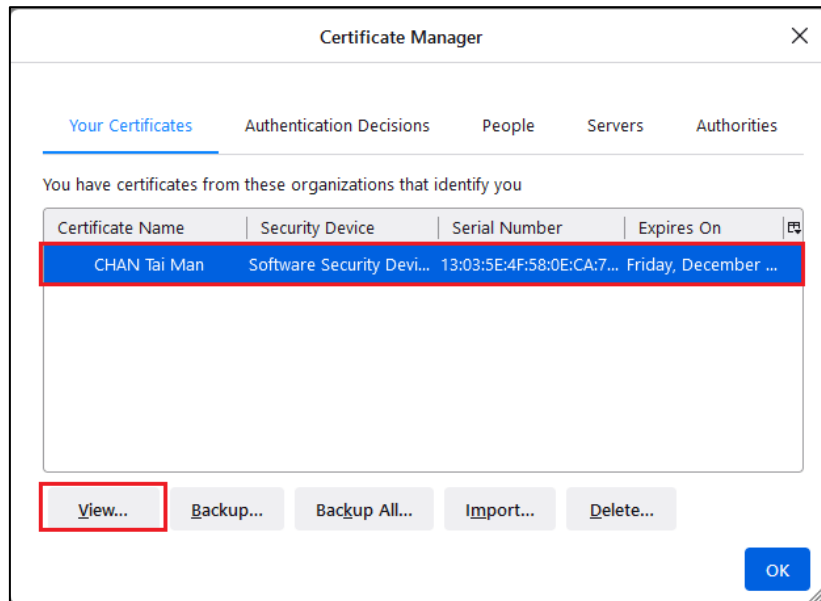 Certificate Manager
Your Certificates Authentication Decisions People Servers Authorities
You have certificates from these organizations that identify you
Certificate Name Security Device Serial Number Expires On
CHAN Tai Man Software Security Devi... 13:03:5E:4F:58:0E:CA:7... Friday, December ...
View... Backup... Backup All... Import... Delete...
OK